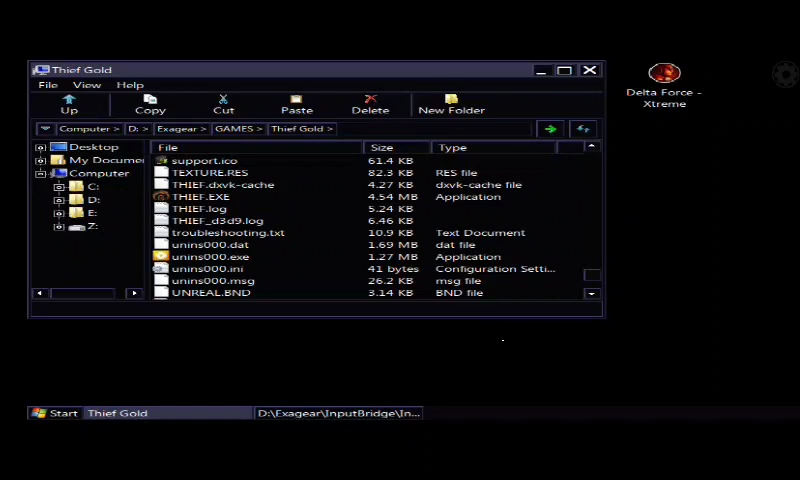 Thief Gold
File View Help
Up Copy Cut Paste Delete New Folder
Computer > D: > Exagear > GAMES > Thief Gold >
File Size Type
Desktop
My Docume
Computer
C:
D:
E:
Z:
support.ico 61.4 KB
TEXTURE.RES 82.3 KB RES file
THIEF.dxvk-cache 4.27 KB dxvk-cache file
THIEF.EXE 4.54 MB Application
THIEF.log 5.24 KB
THIEF_d3d9.log 6.46 KB
troubleshooting.txt 10.9 KB Text Document
unins000.dat 1.69 MB dat file
unins000.exe 1.27 MB Application
unins000.ini 41 bytes Configuration Setti...
unins000.msg 26.2 KB msg file
UNREAL.BND 3.14 KB BND file
Delta Force -
Xtreme
Start Thief Gold D:\Exagear\InputBridge\In...